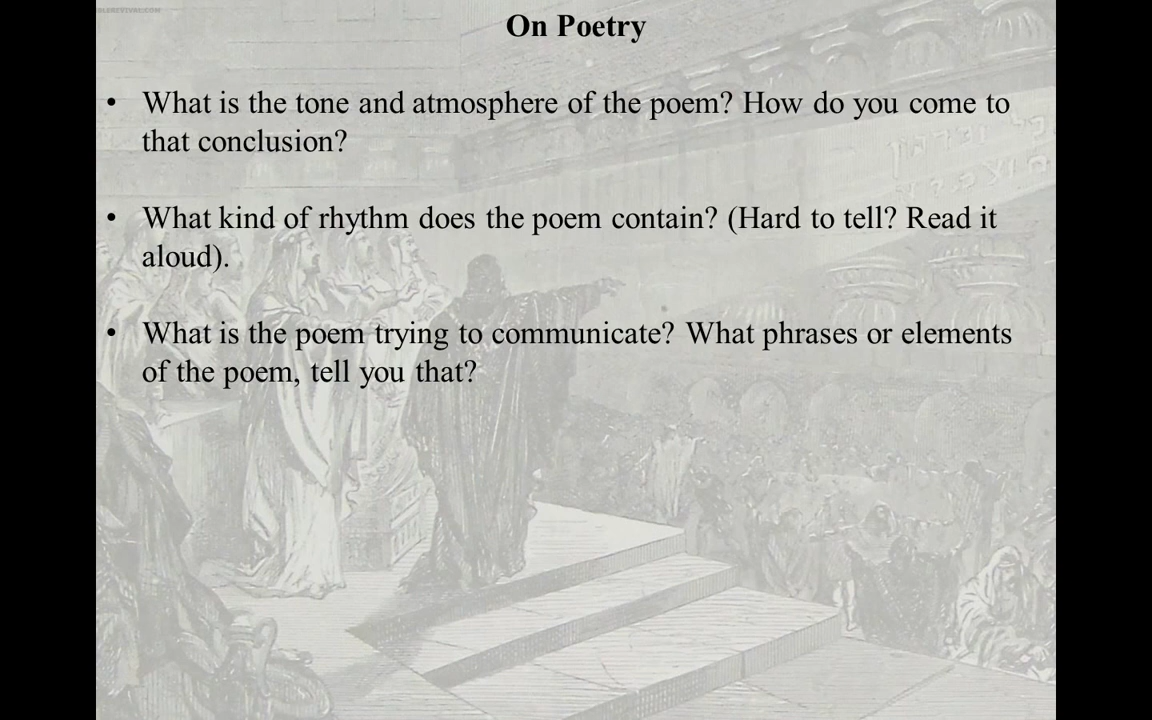 On Poetry
• What is the tone and atmosphere of the poem? How do you come to
that conclusion?
• What kind of rhythm does the poem contain? (Hard to tell? Read it
aloud).
• What is the poem trying to communicate? What phrases or elements
of the poem, tell you that?